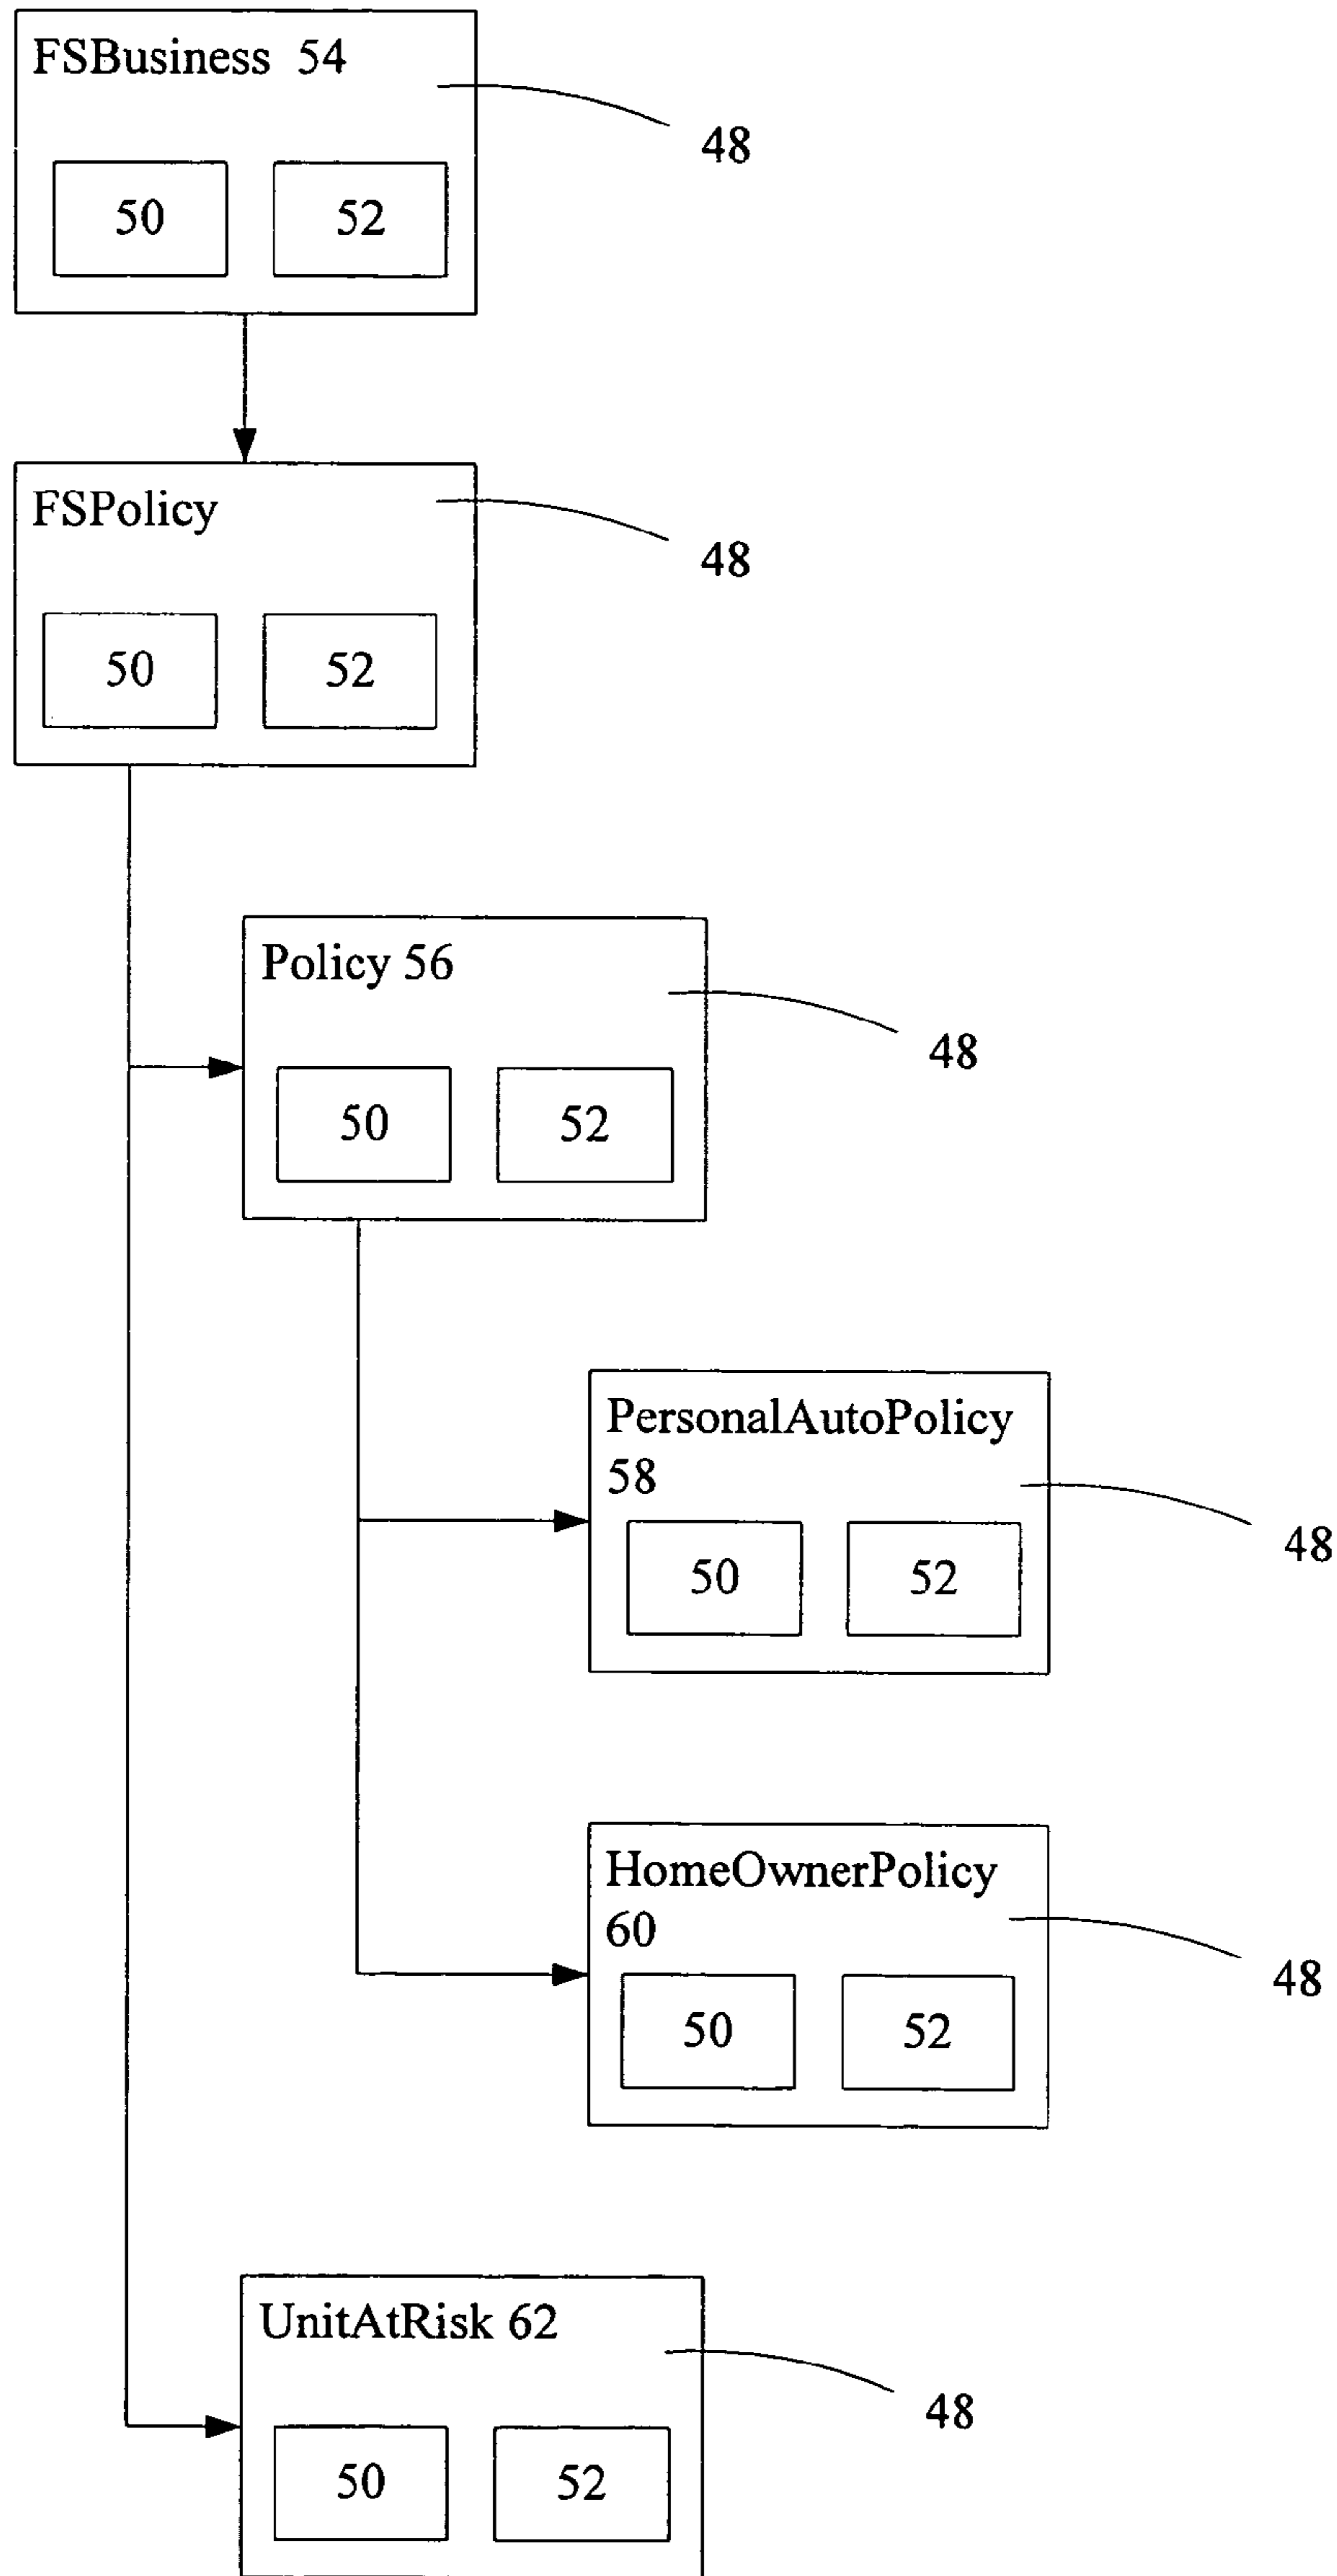 FSBusiness 54
48
50 52
FSPolicy
48
50 52
Policy 56
48
50 52
PersonalAutoPolicy
58
48
50 52
HomeOwnerPolicy
60
48
50 52
UnitAtRisk 62
48
50 52